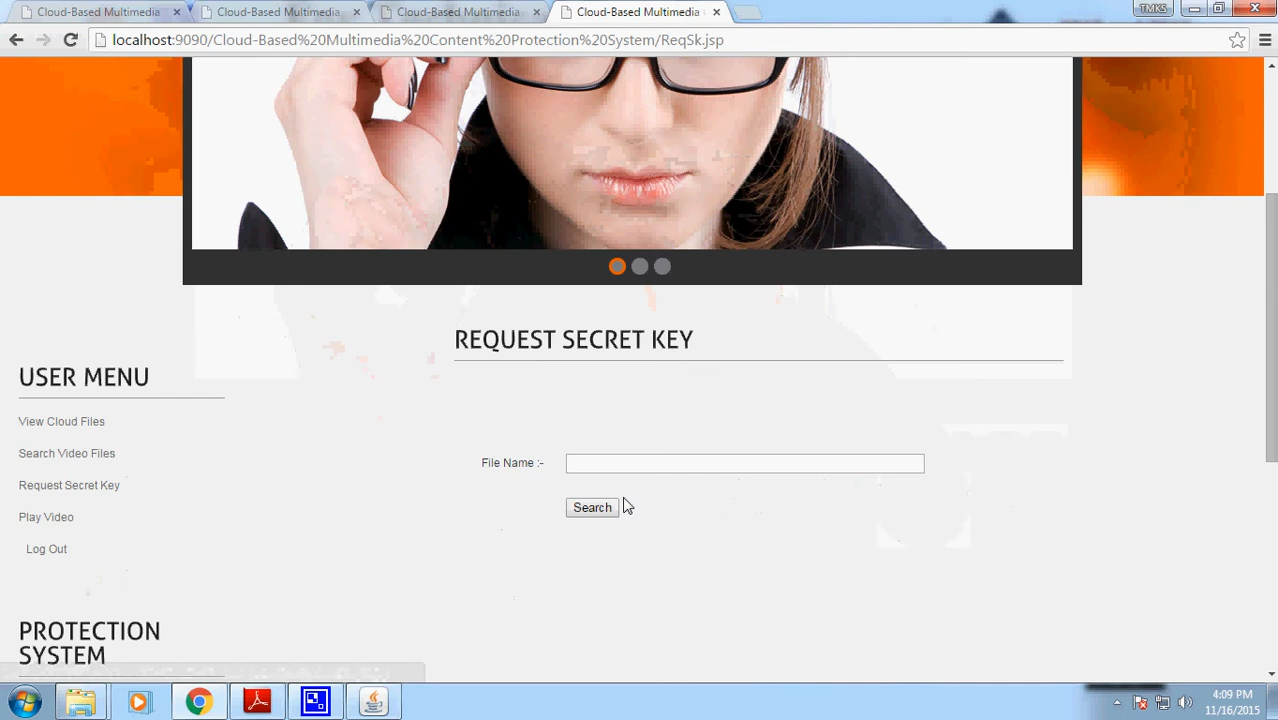 Cloud-Based Multimedia
Cloud-Based Multimedia
Cloud-Based Multimedia
Cloud-Based Multimedia
TMKS
localhost:9090/Cloud-Based%20Multimedia%20Content%20Protection%20System/ReqSk.jsp
REQUEST SECRET KEY
USER MENU
View Cloud Files
Search Video Files
File Name :-
Request Secret Key
Search
Play Video
Log Out
PROTECTION
SYSTEM
4:09 PM
11/16/2015